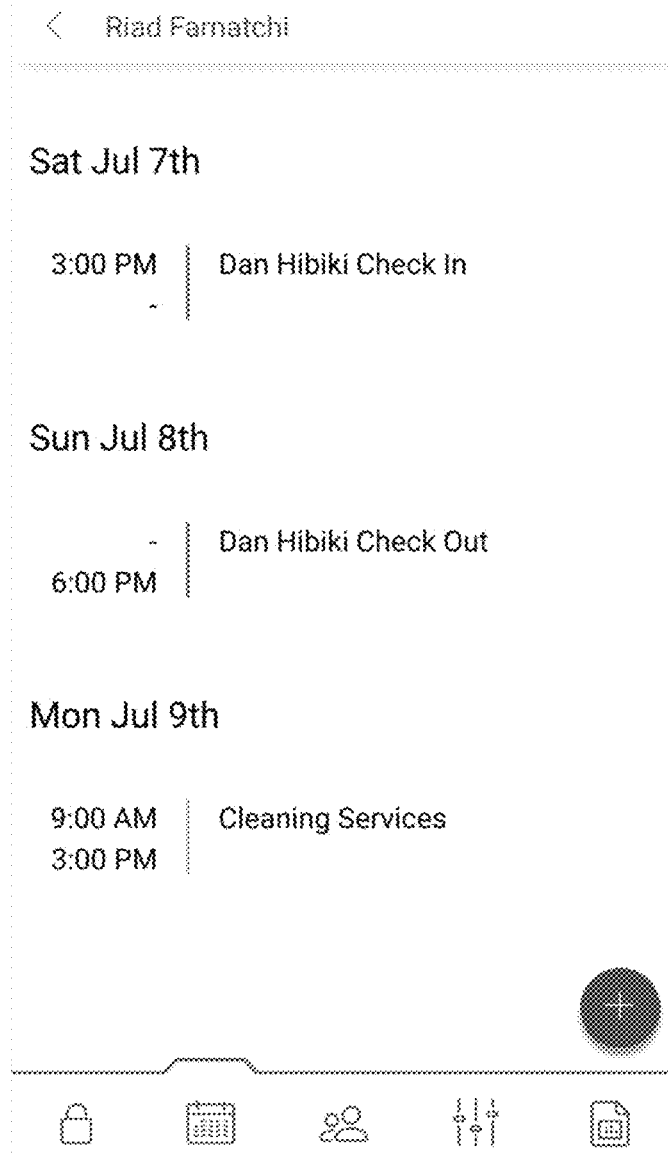 Riad Farnatchi
Sat Jul 7th
3:00 PM Dan Hibiki Check In
-
Sun Jul 8th
- Dan Hibiki Check Out
6:00 PM
Mon Jul 9th
9:00 AM Cleaning Services
3:00 PM
+